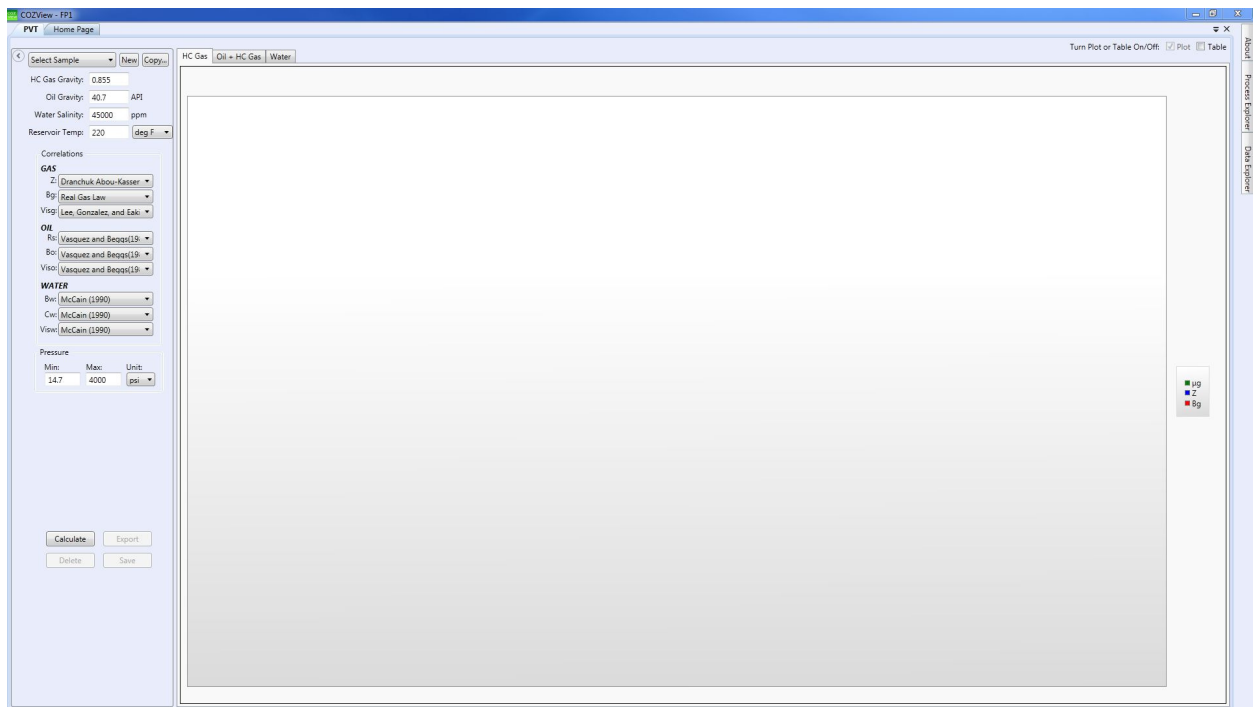 COZView - FP1
PVT Home Page
Turn Plot or Table On/Off: Plot Table
Select Sample New Copy...
HC Gas Oil + HC Gas Water
HC Gas Gravity: 0.855
Oil Gravity: 40.7 API
Water Salinity: 45000 ppm
Reservoir Temp: 220 deg F
Correlations
GAS
Z: Dranchuk Abou-Kasser
Bg: Real Gas Law
Visg: Lee, Gonzalez, and Eaki
OIL
Rs: Vasquez and Beggs(19
Bo: Vasquez and Beggs(19
Viso: Vasquez and Beggs(19
WATER
Bw: McCain (1990)
Cw: McCain (1990)
Visw: McCain (1990)
Pressure
Min: Max: Unit:
14.7 4000 psi
Calculate Export
Delete Save
μg
Z
Bg
About
Process Explorer
Data Explorer